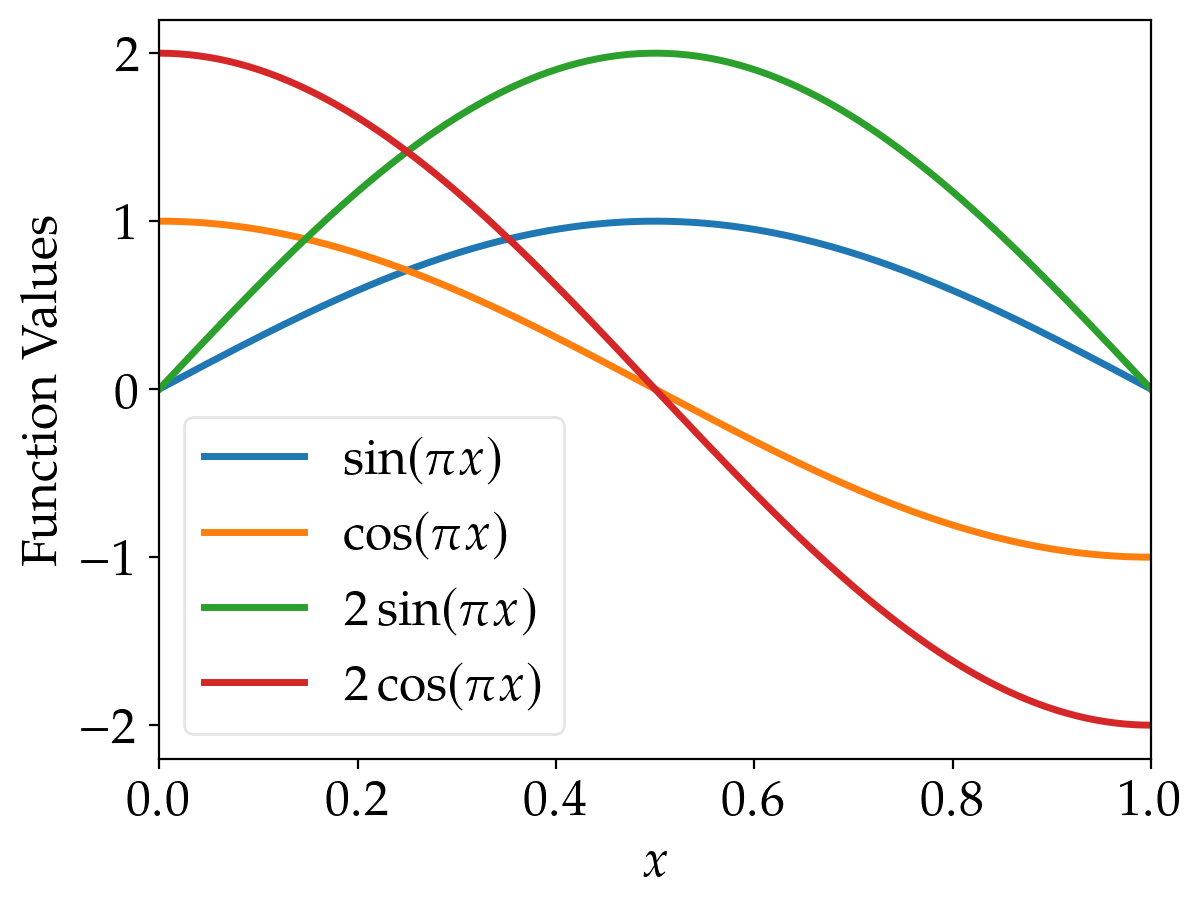 2
1
0
−1
−2
Function Values
sin(πx)
cos(πx)
2 sin(πx)
2 cos(πx)
0.0 0.2 0.4 0.6 0.8 1.0
x